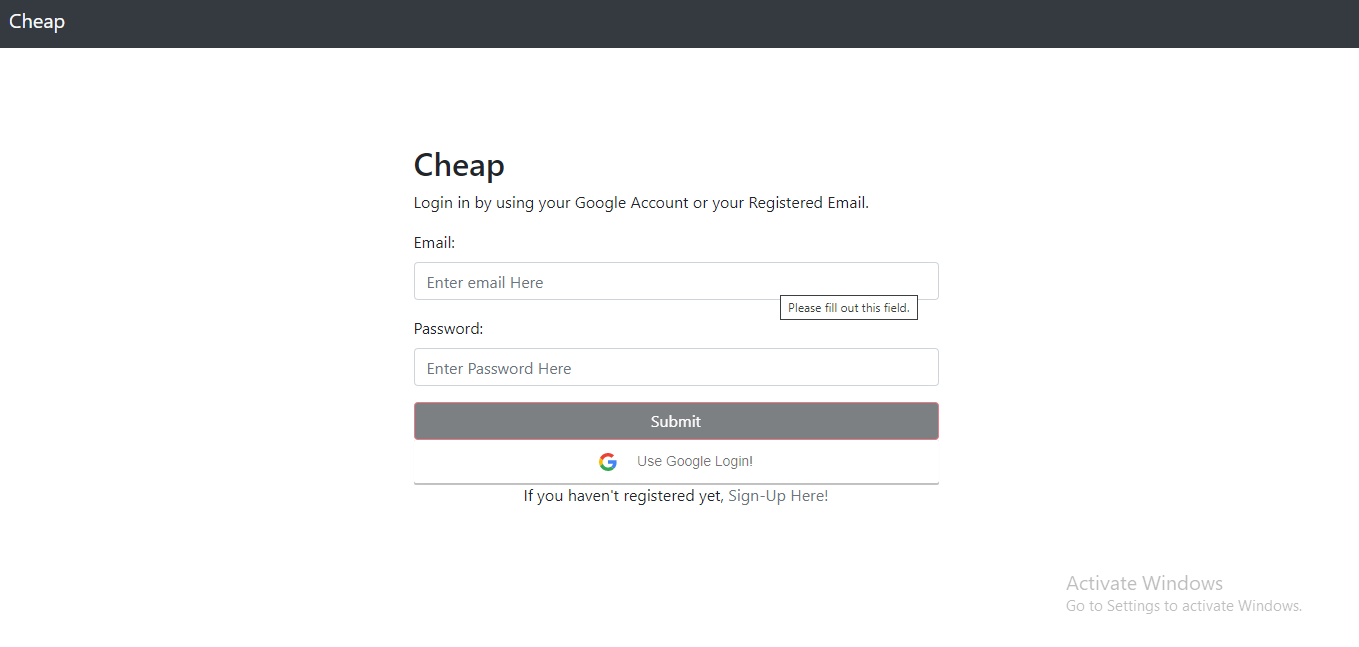 Cheap
Cheap
Login in by using your Google Account or your Registered Email.
Email:
Enter email Here
Please fill out this field.
Password:
Enter Password Here
Submit
Use Google Login!
If you haven't registered yet, Sign-Up Here!
Activate Windows
Go to Settings to activate Windows.